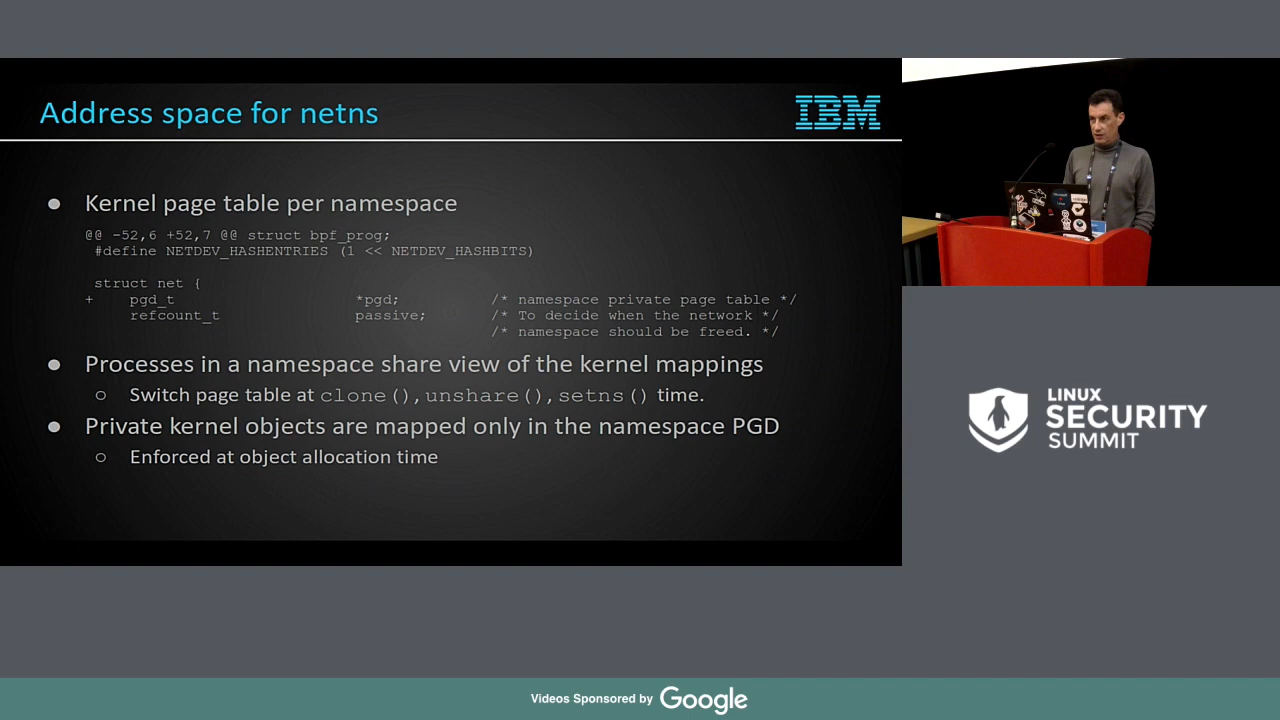 Address space for netns
IBM
● Kernel page table per namespace
@@ -52,6 +52,7 @@ struct bpf_prog;
#define NETDEV_HASHENTRIES (1 << NETDEV_HASHBITS)
struct net {
+ pgd_t *pgd; /* namespace private page table */
refcount_t passive; /* To decide when the network */
/* namespace should be freed. */
● Processes in a namespace share view of the kernel mappings
○ Switch page table at clone(),unshare(),setns() time.
● Private kernel objects are mapped only in the namespace PGD
○ Enforced at object allocation time
LINUX
SECURITY
SUMMIT
Videos Sponsored by Google